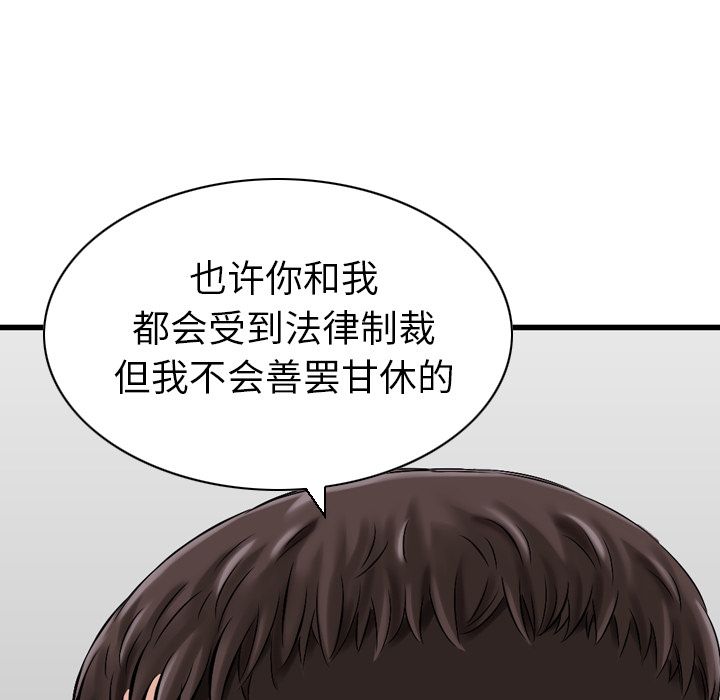 也许你和我
都会受到法律制裁
但我不会善罢甘休的